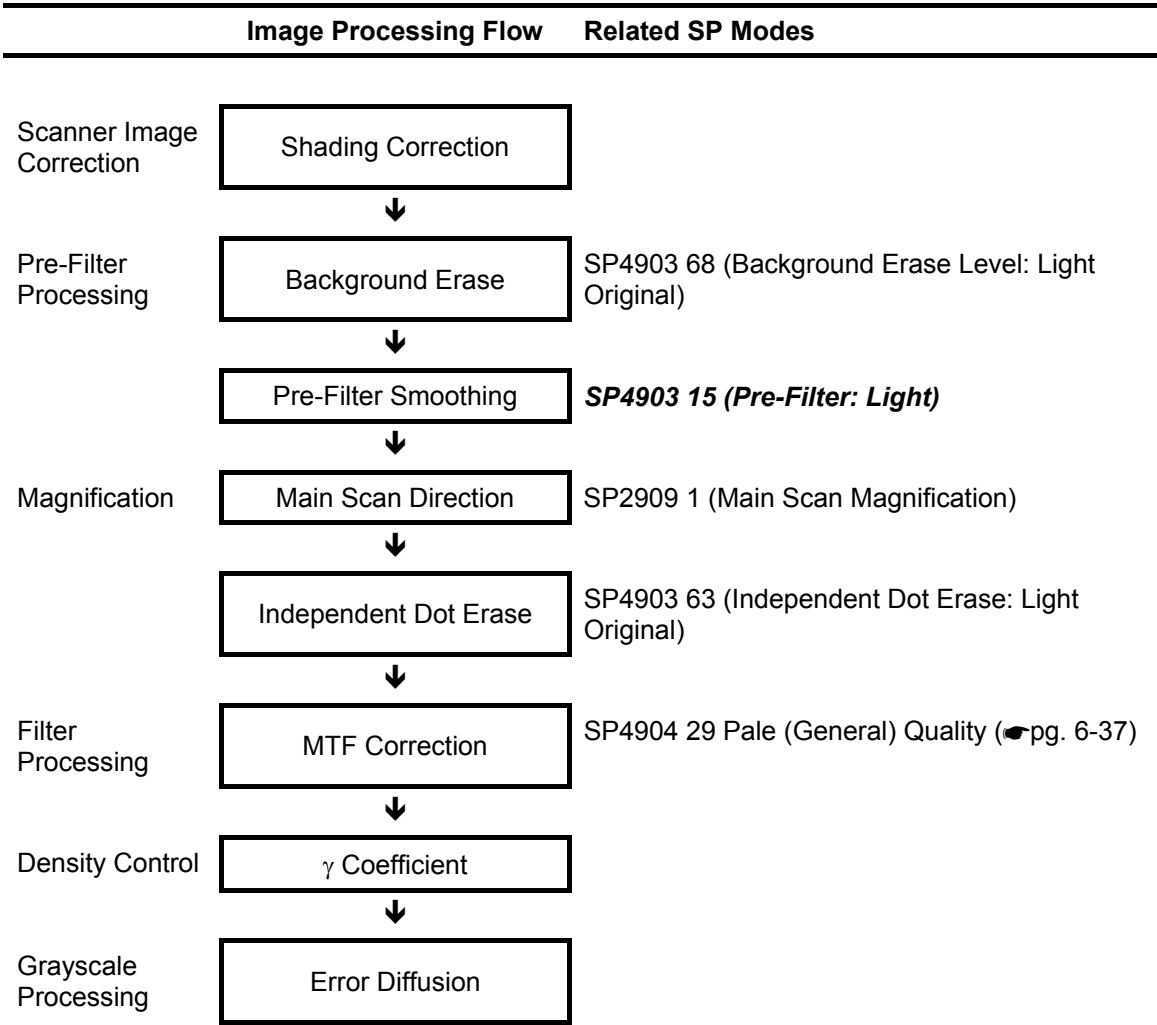 Image Processing Flow Related SP Modes
Scanner Image
Correction
Shading Correction
Pre-Filter
Processing
Background Erase
SP4903 68 (Background Erase Level: Light
Original)
Pre-Filter Smoothing
SP4903 15 (Pre-Filter: Light)
Magnification
Main Scan Direction
SP2909 1 (Main Scan Magnification)
Independent Dot Erase
SP4903 63 (Independent Dot Erase: Light
Original)
Filter
Processing
MTF Correction
SP4904 29 Pale (General) Quality (☛pg. 6-37)
Density Control
γ Coefficient
Grayscale
Processing
Error Diffusion